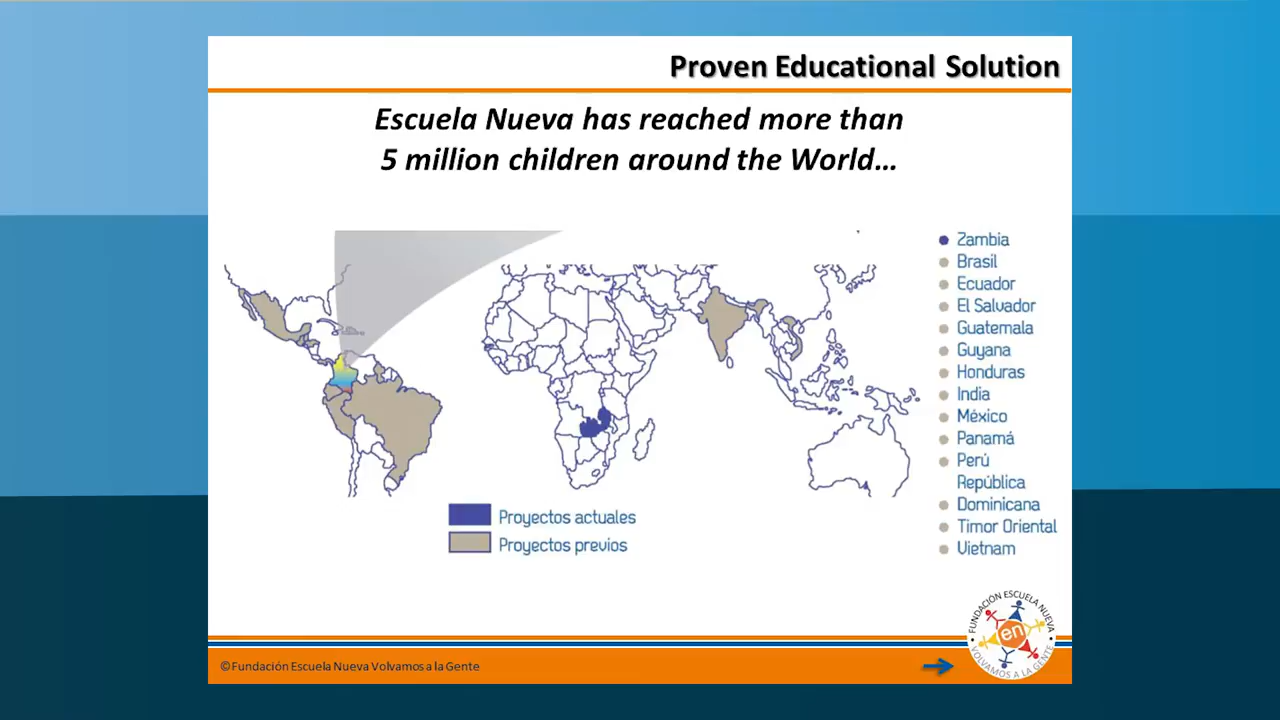 Proven Educational Solution
Escuela Nueva has reached more than
5 million children around the World...
Zambia
Brasil
Ecuador
El Salvador
Guatemala
Guyana
Honduras
India
México
Panamá
Perú
República
Dominicana
Timor Oriental
Vietnam
Proyectos actuales
Proyectos previos
FUNDACIÓN ESCUELA NUEVA
en
VOLVAMOS A LA GENTE
©Fundación Escuela Nueva Volvamos a la Gente